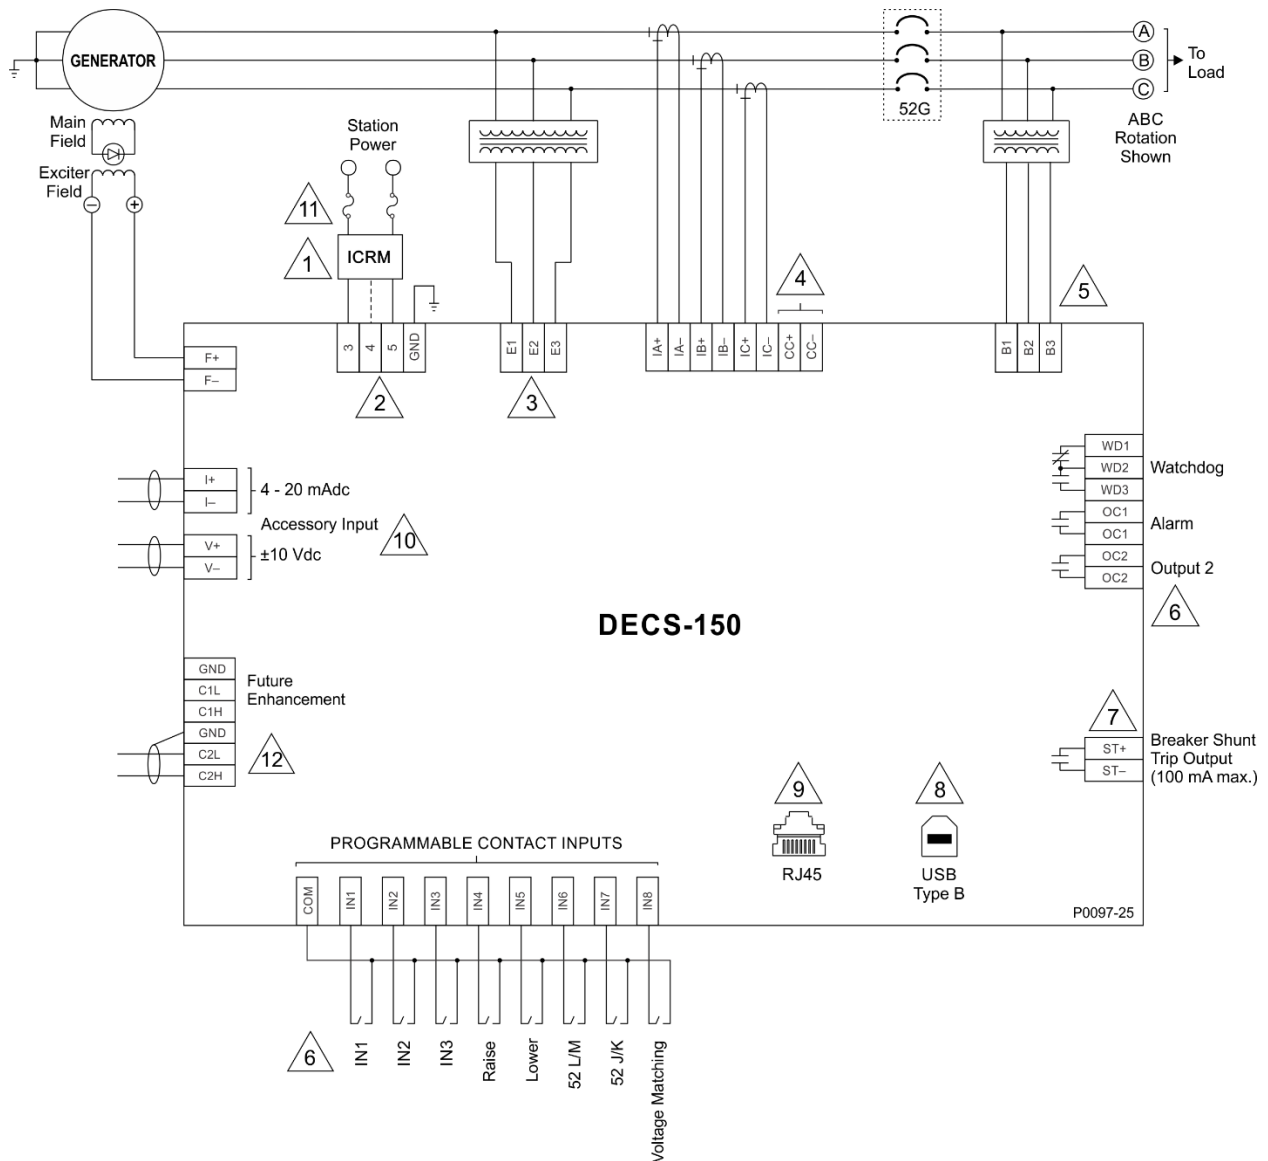 GENERATOR
A
B
C
To
Load
52G
ABC
Rotation
Shown
Main
Field
Exciter
Field
−
+
Station
Power
11
1
ICRM
4
5
3
4
5
GND
E1
E2
E3
IA+
IA−
IB+
IB−
IC+
IC−
CC+
CC−
B1
B2
B3
F+
F−
2
3
WD1
WD2
WD3
Watchdog
OC1
OC1
Alarm
OC2
OC2
Output 2
6
I+
I−
4 - 20 mAdc
Accessory Input
10
V+
V−
±10 Vdc
DECS-150
GND
C1L
C1H
Future
Enhancement
GND
C2L
C2H
12
7
ST+
ST−
Breaker Shunt
Trip Output
(100 mA max.)
9
RJ45
8
USB
Type B
PROGRAMMABLE CONTACT INPUTS
COM
IN1
IN2
IN3
IN4
IN5
IN6
IN7
IN8
P0097-25
6
IN1
IN2
IN3
Raise
Lower
52 L/M
52 J/K
Voltage Matching